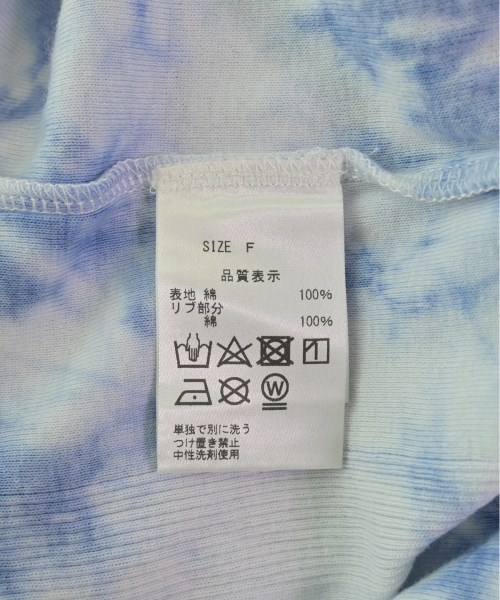 SIZE F
品質表示
表地 綿 100%
リブ部分
綿 100%
W
単独で別に洗う
つけ置き禁止
中性洗剤使用